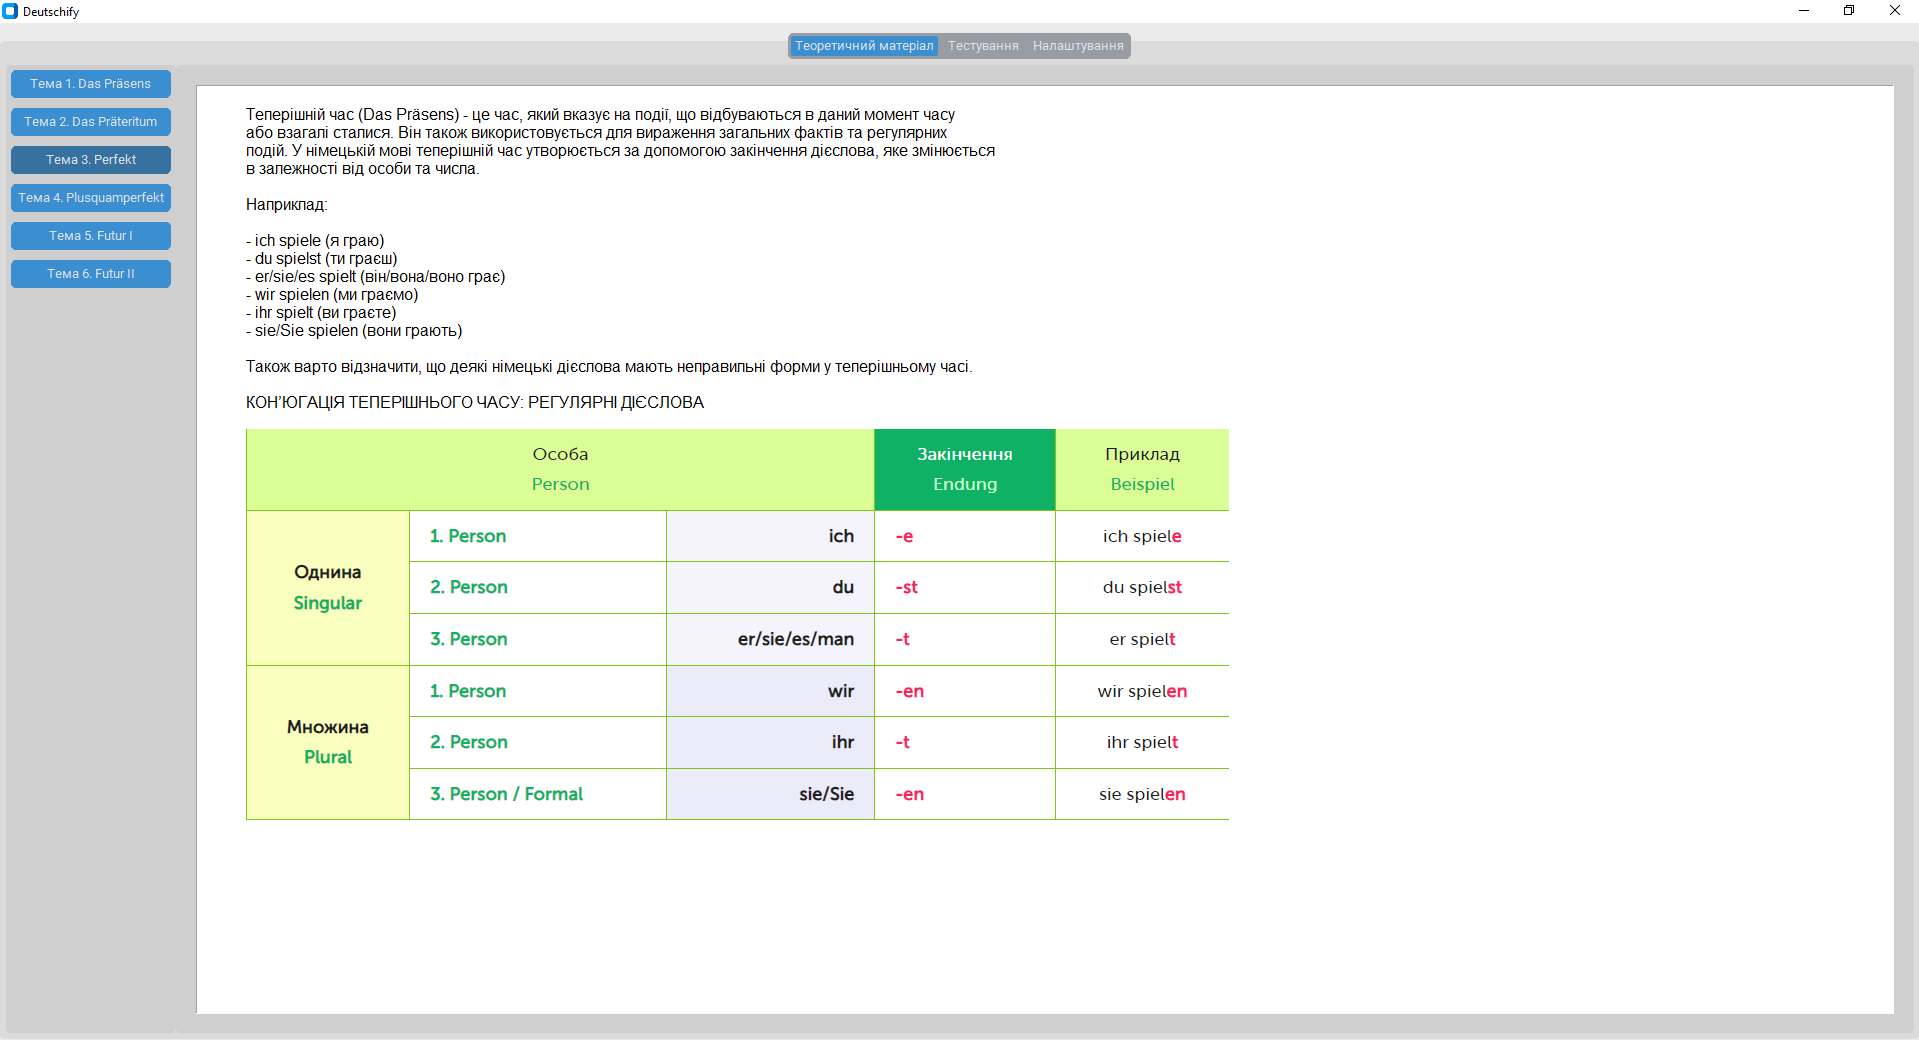 Deutschify
Теоретичний матеріал Тестування Налаштування
Тема 1. Das Präsens
Тема 2. Das Präteritum
Тема 3. Perfekt
Тема 4. Plusquamperfekt
Тема 5. Futur I
Тема 6. Futur II
Теперішній час (Das Präsens) - це час, який вказує на події, що відбуваються в даний момент часу
або взагалі сталися. Він також використовується для вираження загальних фактів та регулярних
подій. У німецькій мові теперішній час утворюється за допомогою закінчення дієслова, яке змінюється
в залежності від особи та числа.
Наприклад:
- ich spiele (я граю)
- du spielst (ти граєш)
- er/sie/es spielt (він/вона/воно грає)
- wir spielen (ми граємо)
- ihr spielt (ви граєте)
- sie/Sie spielen (вони грають)
Також варто відзначити, що деякі німецькі дієслова мають неправильні форми у теперішньому часі.
КОН'ЮГАЦІЯ ТЕПЕРІШНЬОГО ЧАСУ: РЕГУЛЯРНІ ДІЄСЛОВА
Особа Закінчення Приклад
Person Endung Beispiel
Однина
Singular
1. Person ich -e ich spiele
2. Person du -st du spielst
3. Person er/sie/es/man -t er spielt
Множина
Plural
1. Person wir -en wir spielen
2. Person ihr -t ihr spielt
3. Person / Formal sie/Sie -en sie spielen